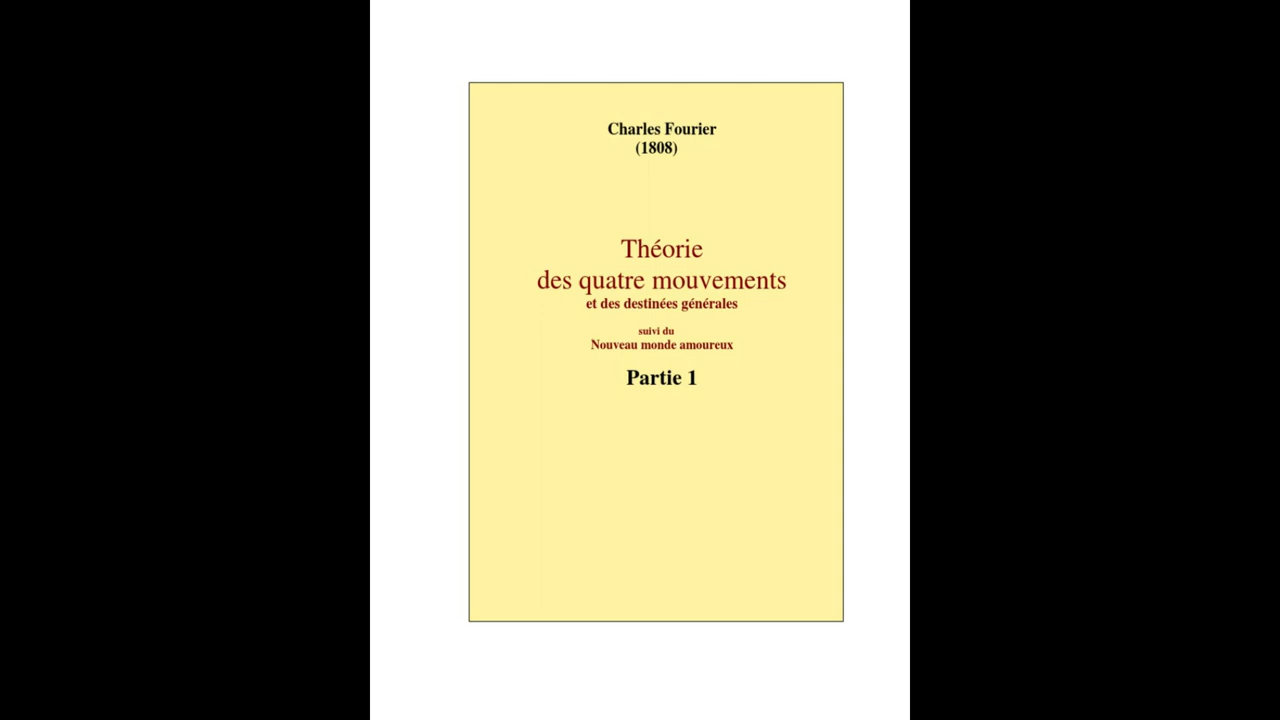 Charles Fourier
(1808)
Théorie
des quatre mouvements
et des destinées générales
suivi du
Nouveau monde amoureux
Partie 1